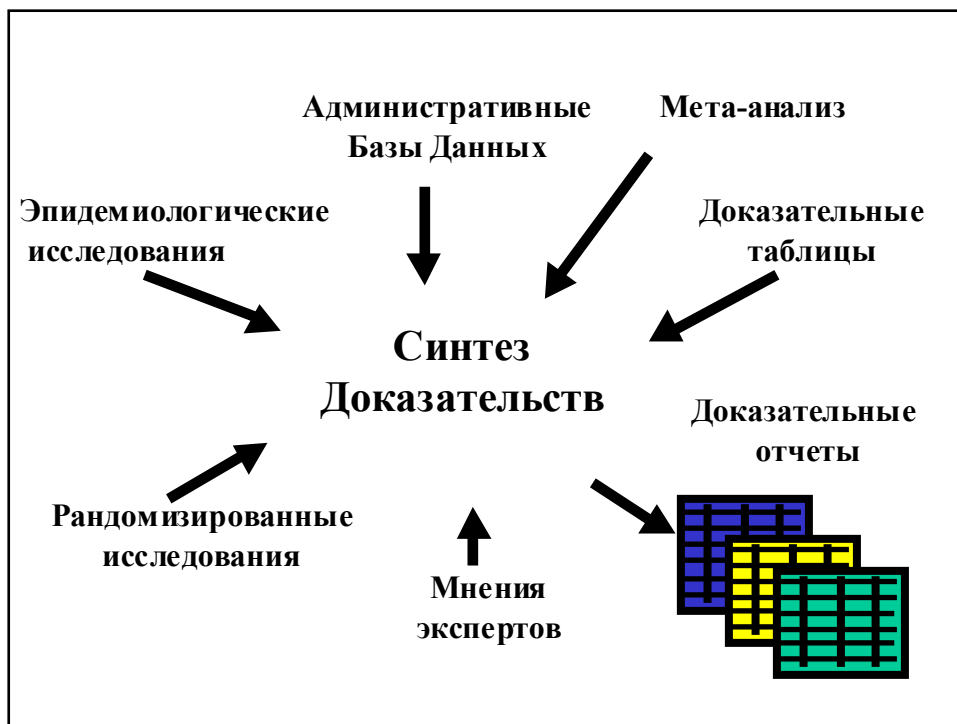 Административные
Базы Данных
Мета-анализ
Эпидемиологические
исследования
Доказательные
таблицы
Синтез
Доказательств
Доказательные
отчеты
Рандомизированные
исследования
Мнения
экспертов